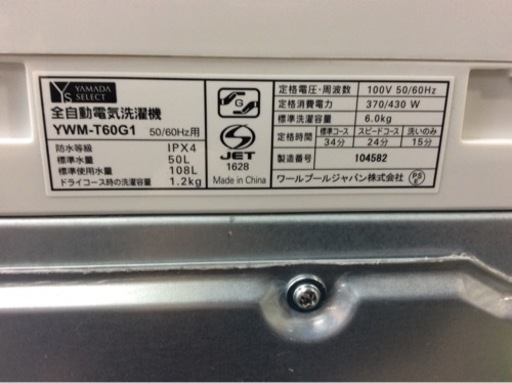 YS YAMADA SELECT
全自動電気洗濯機
YWM-T60G1 50/60Hz用
防水等級 IPX4
標準水量 50L
標準使用水量 108L
ドライコース時の洗濯容量 1.2kg
G
S
JET
1628
Made in China
定格電圧・周波数 100V 50/60Hz
定格消費電力 370/430 W
標準洗濯容量 6.0kg
目安時間 標準コース スピードコース 洗いのみ
34分 24分 15分
製造番号 104582
ワールプールジャパン株式会社 PSE